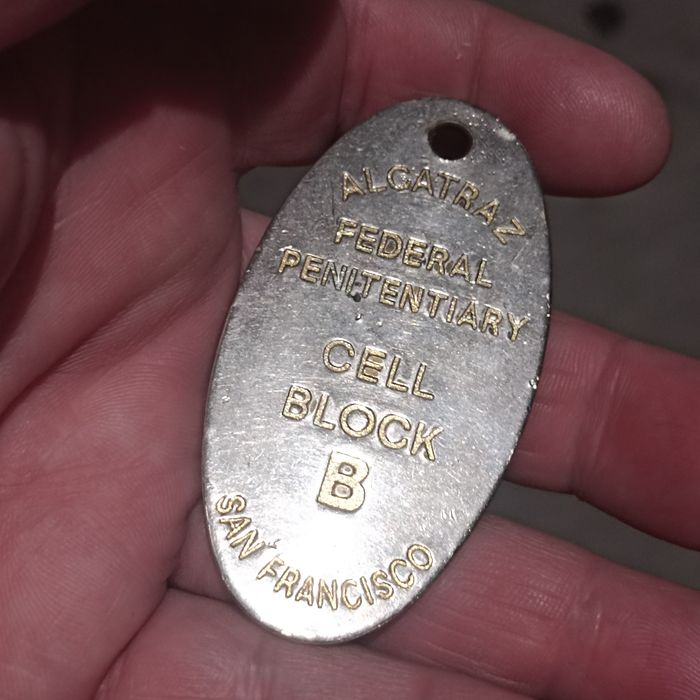 ALCATRAZ
FEDERAL
PENITENTIARY
CELL
BLOCK
B
SAN FRANCISCO